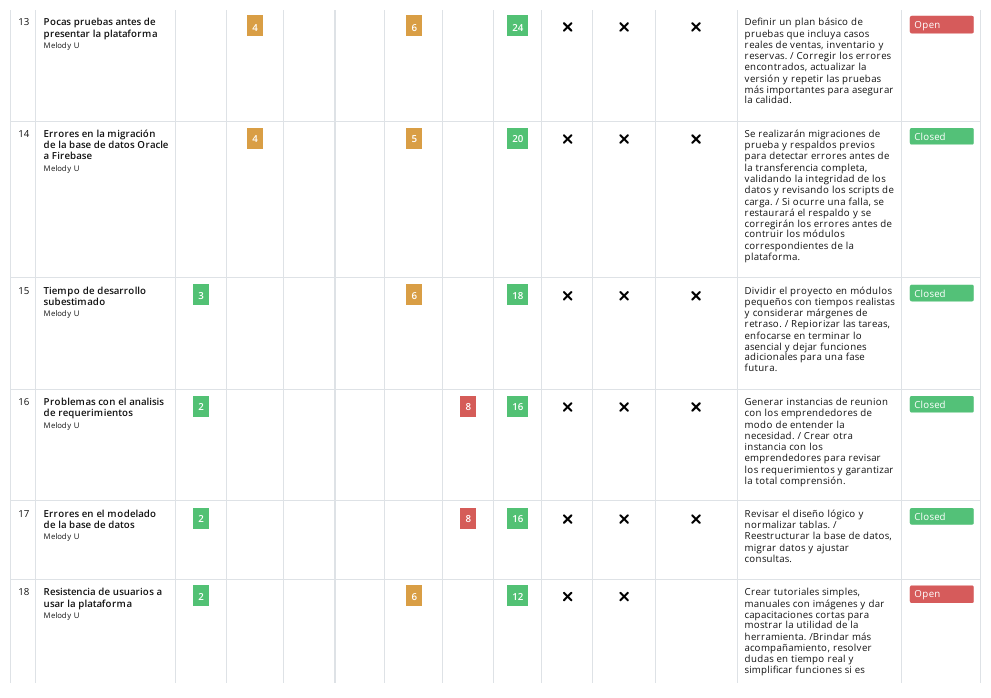 13
Pocas pruebas antes de
presentar la plataforma
Melody U
4
6
24
Definir un plan básico de
pruebas que incluya casos
reales de ventas, inventario y
reservas. / Corregir los errores
encontrados, actualizar la
versión y repetir las pruebas
más importantes para asegurar
la calidad.
Open
14
Errores en la migración
de la base de datos Oracle
a Firebase
Melody U
4
5
20
Se realizarán migraciones de
prueba y respaldos previos
para detectar errores antes de
la transferencia completa,
validando la integridad de los
datos y revisando los scripts de
carga. / Si ocurre una falla, se
restaurará el respaldo y se
corregirán los errores antes de
contruir los módulos
correspondientes de la
plataforma.
Closed
15
Tiempo de desarrollo
subestimado
Melody U
3
6
18
Dividir el proyecto en módulos
pequeños con tiempos realistas
y considerar márgenes de
retraso. / Repiorizar las tareas,
enfocarse en terminar lo
asencial y dejar funciones
adicionales para una fase
futura.
Closed
16
Problemas con el analisis
de requerimientos
Melody U
2
8
16
Generar instancias de reunion
con los emprendedores de
modo de entender la
necesidad. / Crear otra
instancia con los
emprendedores para revisar
los requerimientos y garantizar
la total comprensión.
Closed
17
Errores en el modelado
de la base de datos
Melody U
2
8
16
Revisar el diseño lógico y
normalizar tablas. /
Reestructurar la base de datos,
migrar datos y ajustar
consultas.
Closed
18
Resistencia de usuarios a
usar la plataforma
Melody U
2
6
12
Crear tutoriales simples,
manuales con imágenes y dar
capacitaciones cortas para
mostrar la utilidad de la
herramienta. /Brindar más
acompañamiento, resolver
dudas en tiempo real y
simplificar funciones si es
Open